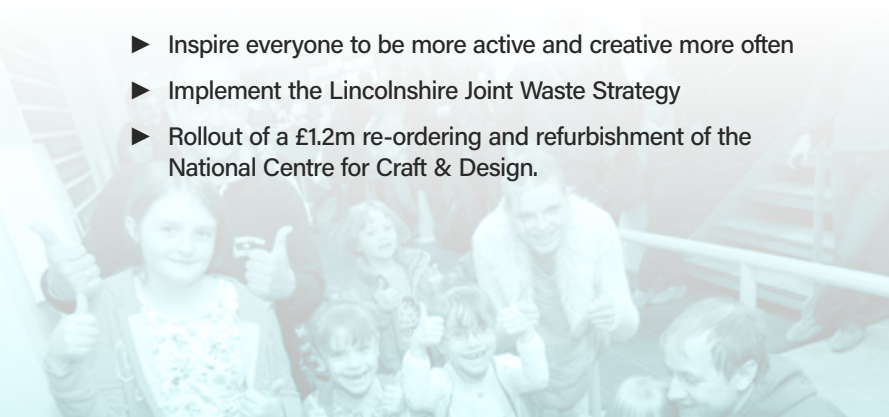 ► Inspire everyone to be more active and creative more often
► Implement the Lincolnshire Joint Waste Strategy
► Rollout of a £1.2m re-ordering and refurbishment of the
National Centre for Craft & Design.